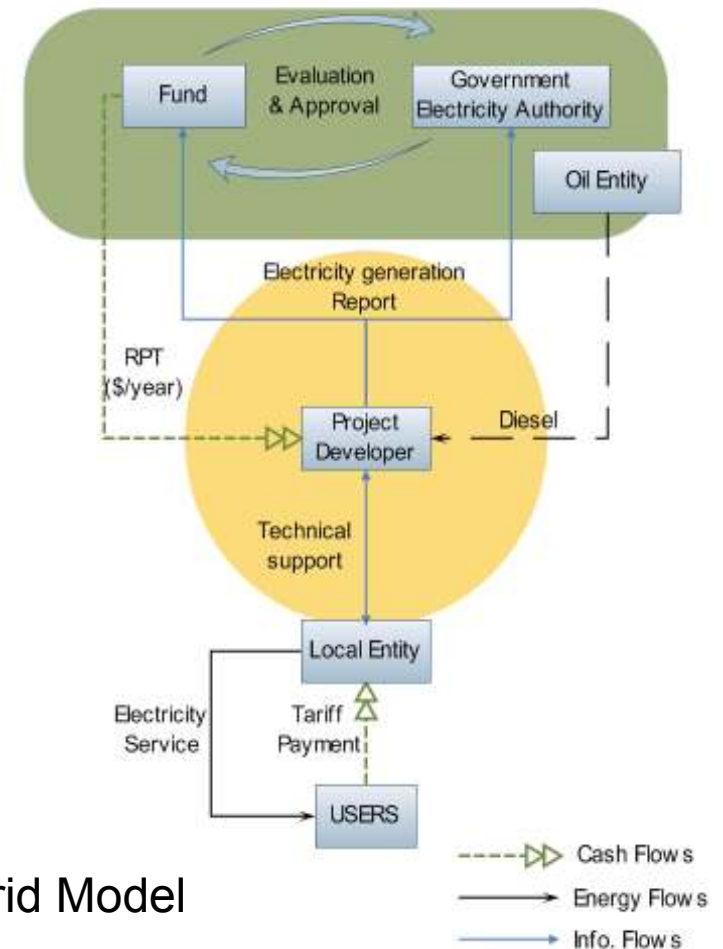 Fund
Evaluation
& Approval
Government
Electricity Authority
Oil Entity
Electricity generation
Report
RPT
($/year)
Project
Developer
Diesel
Technical
support
Local Entity
Electricity
Service
Tariff
Payment
USERS
Cash Flows
Energy Flows
Info. Flows
rid Model